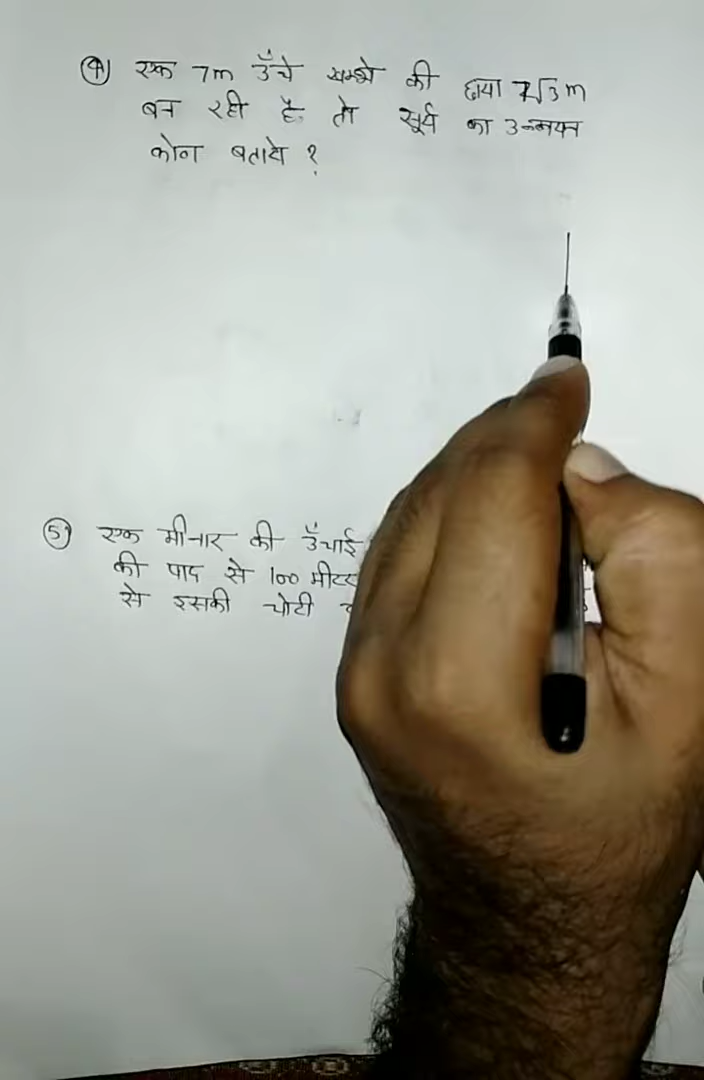 ④ एक 7m उँचे खम्भे की छाया 7√3 m
बन रही है, तो सूर्य का उन्नयन
कोण बताये ?
⑤ एक मीनार की उँचाई
की पाद से 100 मीटर
से इसकी चोटी